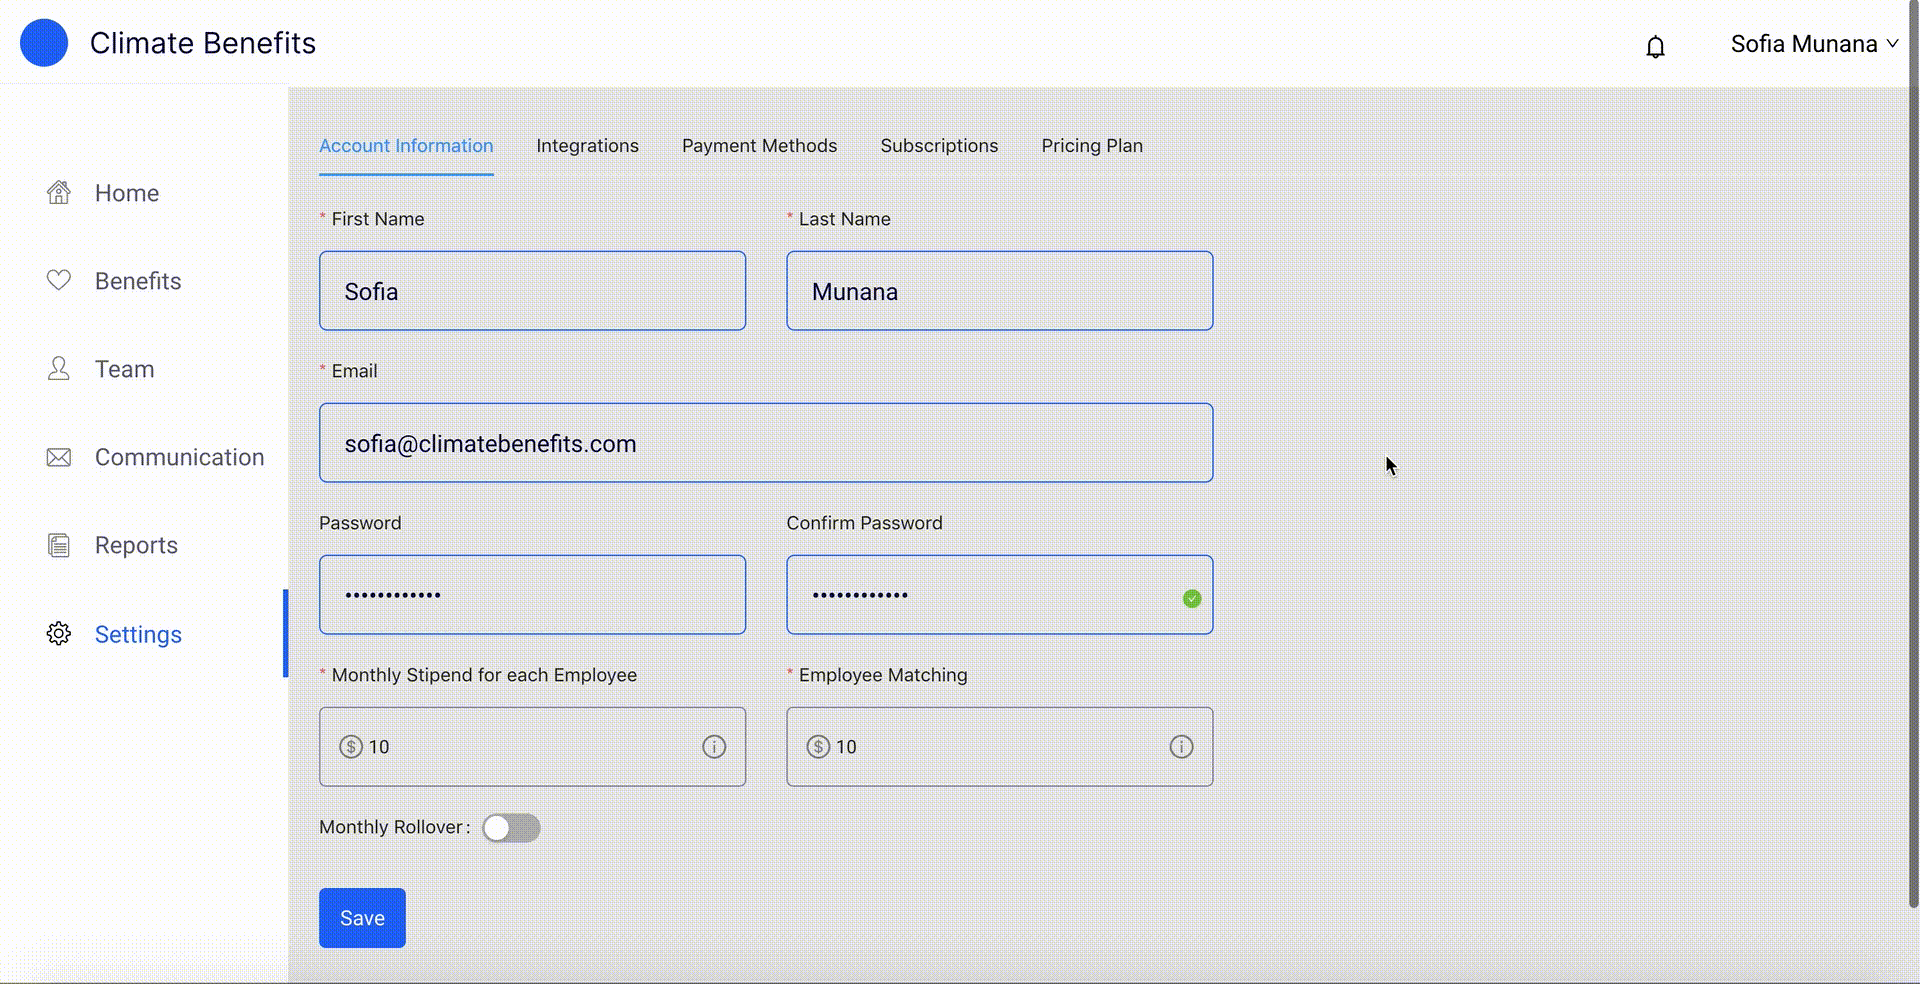 Climate Benefits
Sofia Munana
Account Information Integrations Payment Methods Subscriptions Pricing Plan
Home
Benefits
Team
Communication
Reports
Settings
* First Name * Last Name
Sofia Munana
* Email
sofia@climatebenefits.com
Password Confirm Password
•••••••••••• ••••••••••••
* Monthly Stipend for each Employee * Employee Matching
$ 10 $ 10
Monthly Rollover:
Save